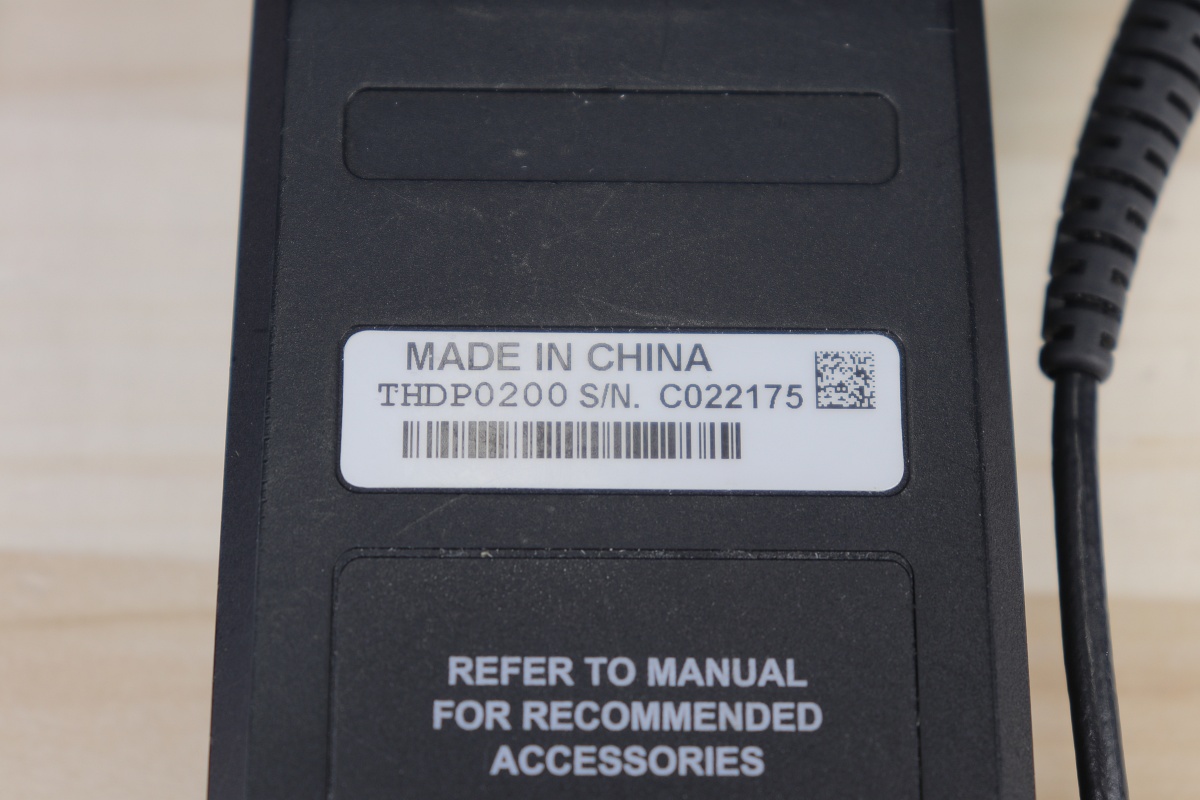 MADE IN CHINA
THDP0200 S/N. C022175
REFER TO MANUAL
FOR RECOMMENDED
ACCESSORIES